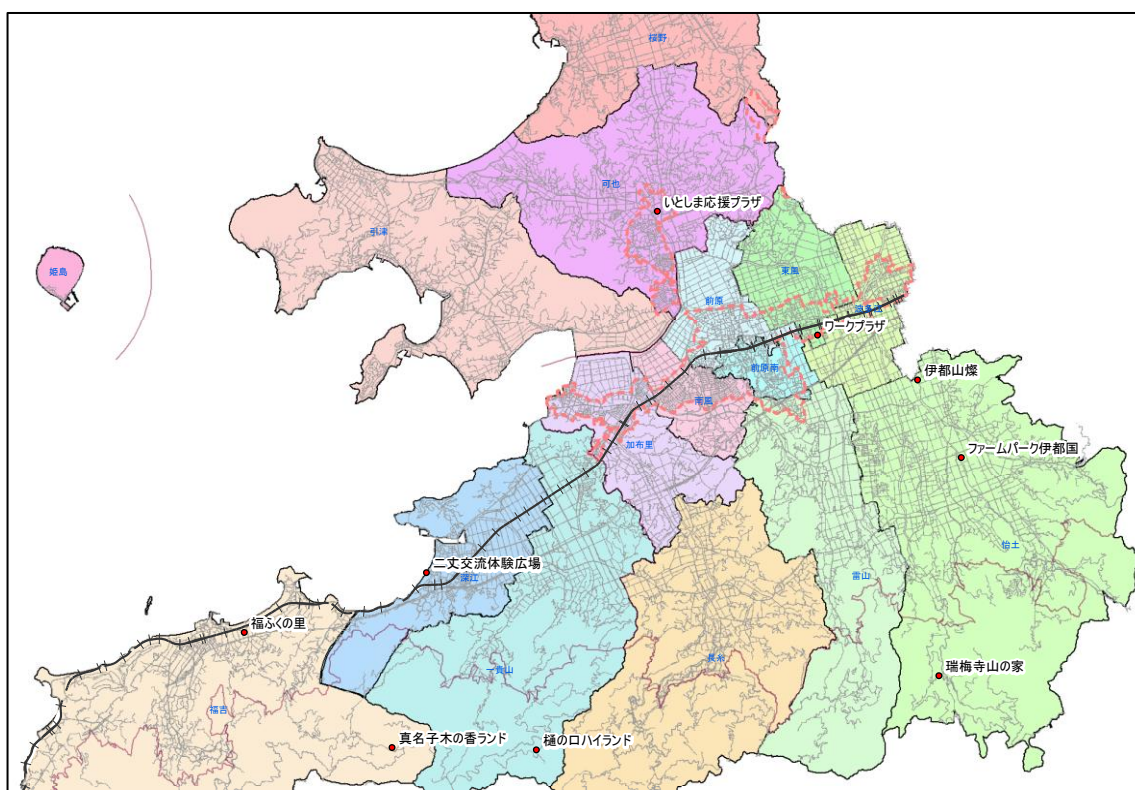 桜野
可也
いとしま応援プラザ
引津
姫島
東風
前原
波多江
ワークプラザ
前原南
伊都山燦
南風
加布里
ファームパーク伊都国
怡土
二丈交流体験広場
深江
雷山
福ふくの里
一貴山
長糸
瑞梅寺山の家
福吉
真名子木の香ランド
樋の口ハイランド